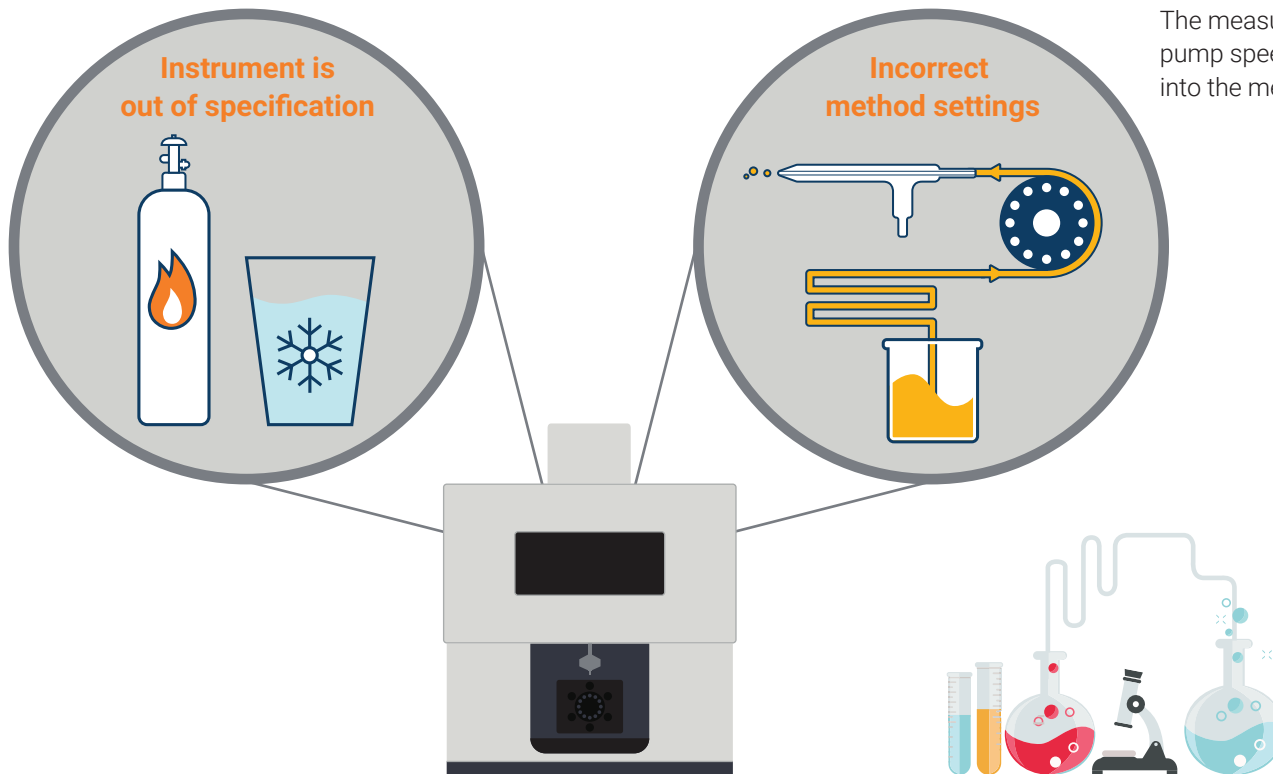 Instrument is
out of specification
Incorrect
method settings
The
pump
into the